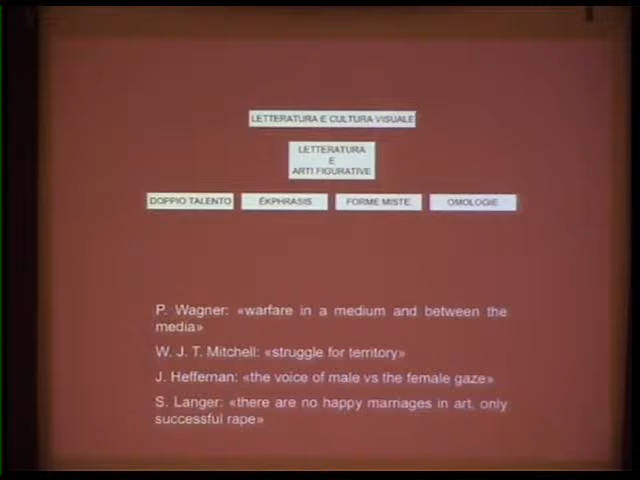 LETTERATURA E CULTURA VISUALE
LETTERATURA
E
ARTI FIGURATIVE
DOPPIO TALENTO
ÉKPHRASIS
FORME MISTE
OMOLOGIE
P. Wagner: «warfare in a medium and between the
media»
W. J. T. Mitchell: «struggle for territory»
J. Heffernan: «the voice of male vs the female gaze»
S. Langer: «there are no happy marriages in art, only
successful rape»